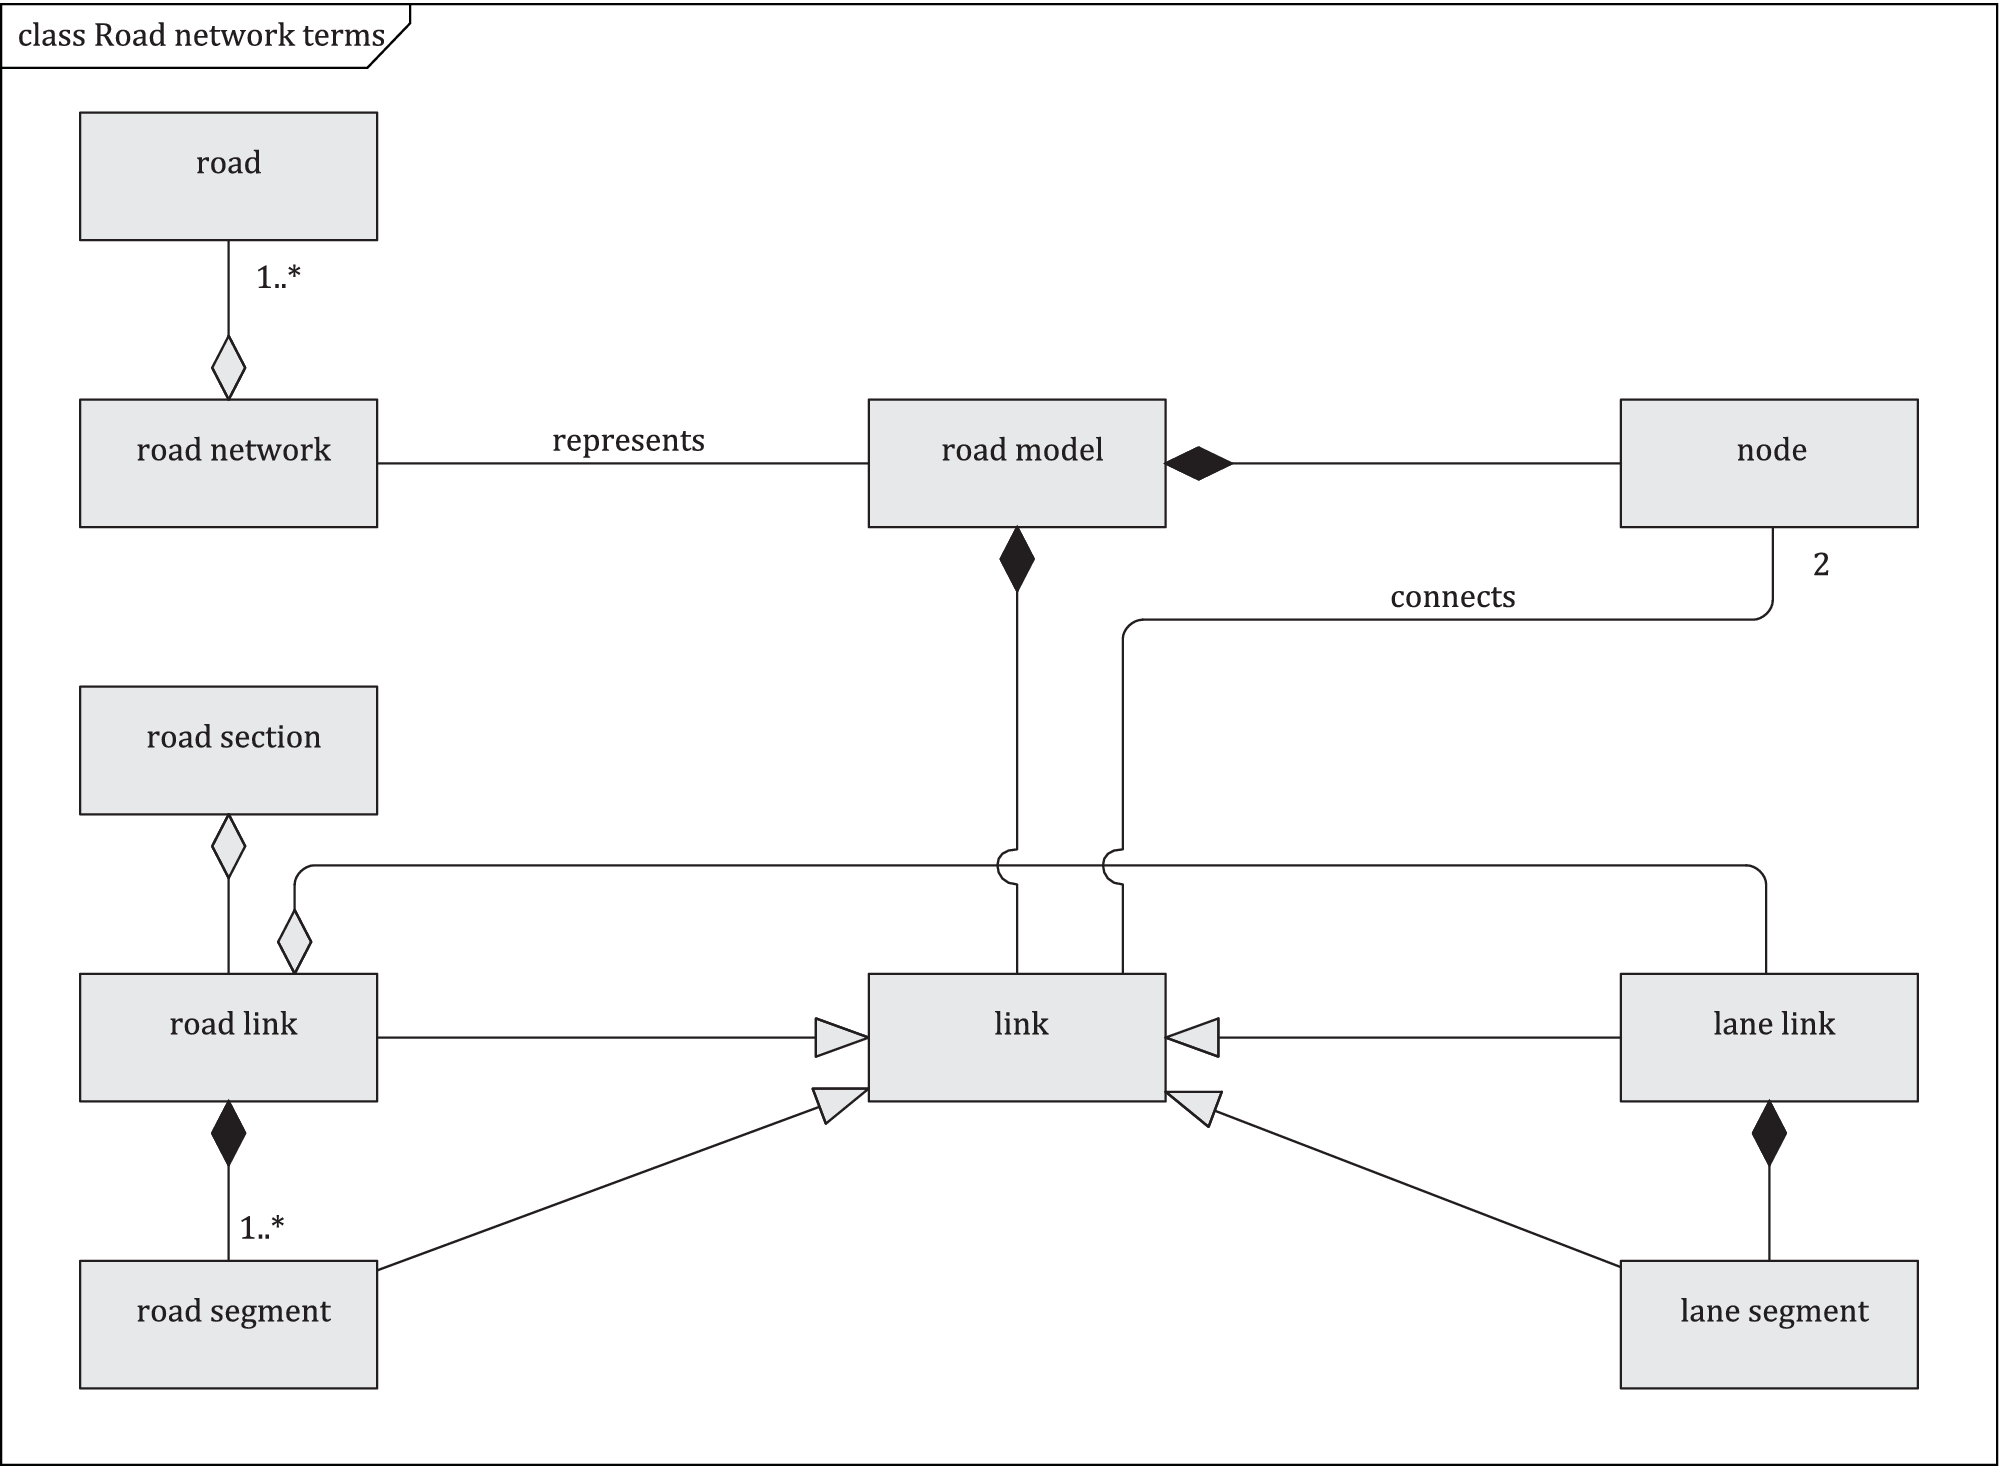 class Road network terms
road
1..*
road network
represents
road model
node
2
connects
road section
road link
link
lane link
1..*
road segment
lane segment